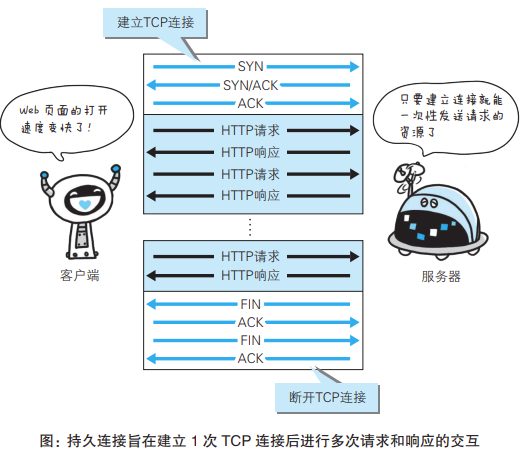 建立TCP连接
SYN
SYN/ACK
ACK
Web 页面的打开
速度变快了！
只要建立连接就能
一次性发送请求的
资源了
HTTP请求
HTTP响应
HTTP请求
HTTP响应
HTTP请求
HTTP响应
客户端
服务器
FIN
ACK
FIN
ACK
断开TCP连接
图：持久连接旨在建立 1 次 TCP 连接后进行多次请求和响应的交互